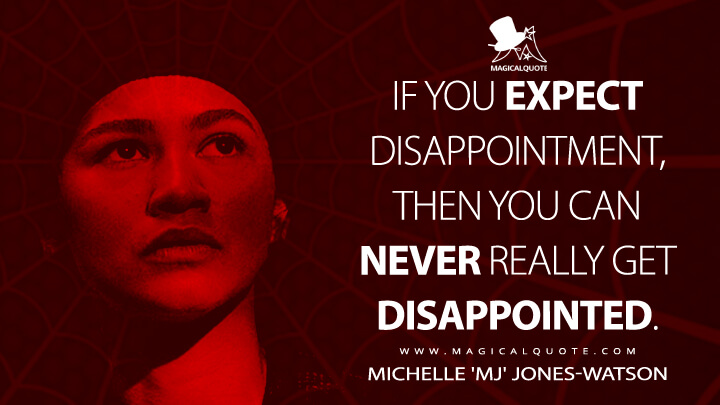 MAGICALQUOTE
IF YOU EXPECT
DISAPPOINTMENT,
THEN YOU CAN
NEVER REALLY GET
DISAPPOINTED.
WWW.MAGICALQUOTE.COM
MICHELLE 'MJ' JONES-WATSON